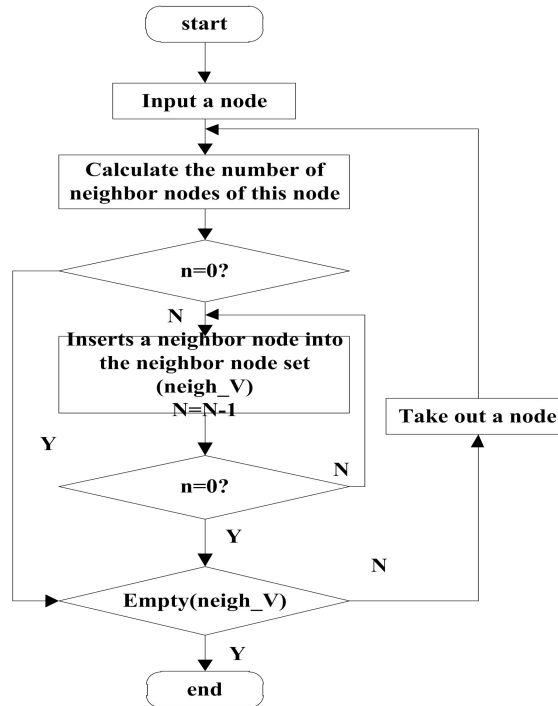 start
Input a node
Calculate the number of
neighbor nodes of this node
n=0?
N
Inserts a neighbor node into
the neighbor node set
(neigh_V)
N=N-1
Take out a node
Y
n=0?
N
Y
N
Empty(neigh_V)
Y
end